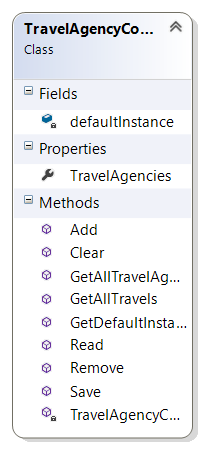 TravelAgencyCo...
Class
Fields
defaultInstance
Properties
TravelAgencies
Methods
Add
Clear
GetAllTravelAg...
GetAllTravels
GetDefaultInsta...
Read
Remove
Save
TravelAgencyC...